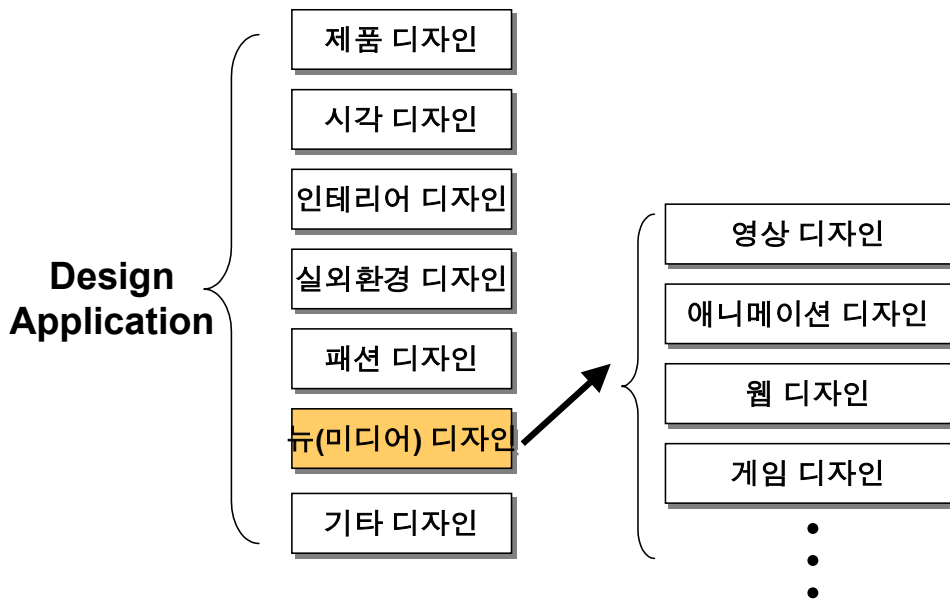 Design
Application
제품 디자인
시각 디자인
인테리어 디자인
실외환경 디자인
패션 디자인
뉴(미디어) 디자인
기타 디자인
영상 디자인
애니메이션 디자인
웹 디자인
게임 디자인